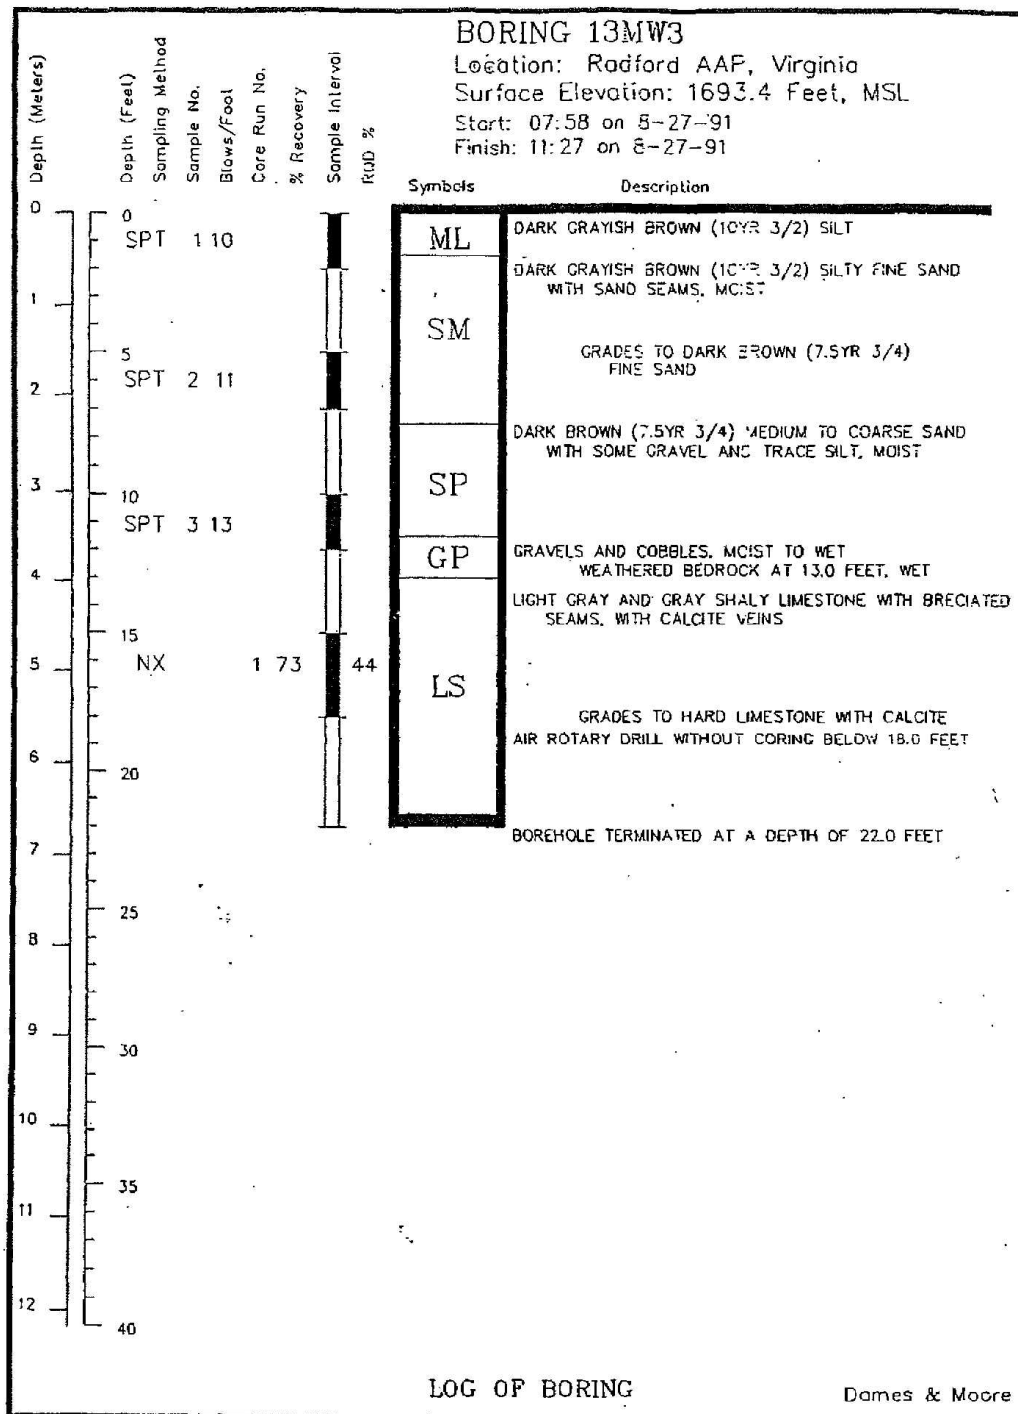 BORING 13MW3
Location: Radford AAP, Virginia
Surface Elevation: 1693.4 Feet, MSL
Start: 07:58 on 8-27-91
Finish: 11:27 on 8-27-91
Depth (Meters)
Depth (Feet)
Sampling Method
Sample No.
Blows/Foot
Core Run No.
% Recovery
Sample Interval
RQD %
Symbols Description
0 0
SPT 1 10 ML DARK GRAYISH BROWN (10YR 3/2) SILT
DARK GRAYISH BROWN (10YR 3/2) SILTY FINE SAND
WITH SAND SEAMS, MOIST
1
SM
5 GRADES TO DARK BROWN (7.5YR 3/4)
FINE SAND
SPT 2 11
2
DARK BROWN (7.5YR 3/4) MEDIUM TO COARSE SAND
WITH SOME GRAVEL AND TRACE SILT, MOIST
3 SP
10
SPT 3 13
GP GRAVELS AND COBBLES, MOIST TO WET
4 WEATHERED BEDROCK AT 13.0 FEET, WET
LIGHT GRAY AND GRAY SHALY LIMESTONE WITH BRECIATED
SEAMS, WITH CALCITE VEINS
15
5 NX 1 73 44
LS
GRADES TO HARD LIMESTONE WITH CALCITE
AIR ROTARY DRILL WITHOUT CORING BELOW 18.0 FEET
6
20
BOREHOLE TERMINATED AT A DEPTH OF 22.0 FEET
7
25
8
9
30
10
35
11
12
40
LOG OF BORING
Dames & Moore